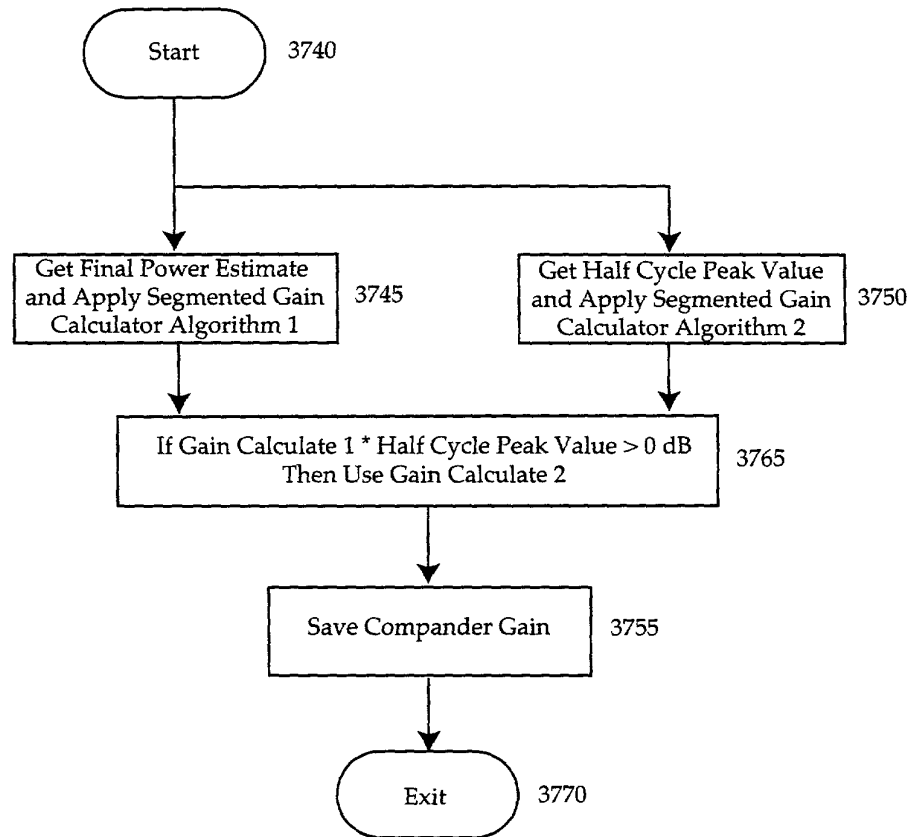 Start
3740
Get Final Power Estimate
and Apply Segmented Gain
Calculator Algorithm 1
3745
Get Half Cycle Peak Value
and Apply Segmented Gain
Calculator Algorithm 2
3750
If Gain Calculate 1 * Half Cycle Peak Value > 0 dB
Then Use Gain Calculate 2
3765
Save Compander Gain
3755
Exit
3770